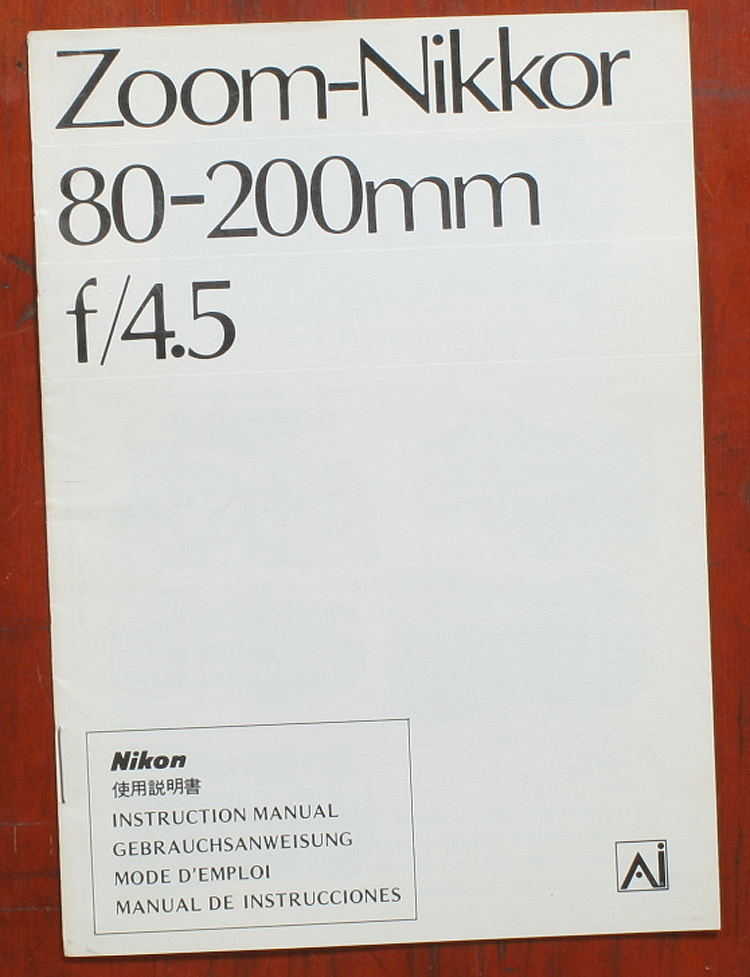 Zoom-Nikkor
80-200mm
f/4.5
Nikon
使用説明書
INSTRUCTION MANUAL
GEBRAUCHSANWEISUNG
MODE D'EMPLOI
MANUAL DE INSTRUCCIONES
Ai